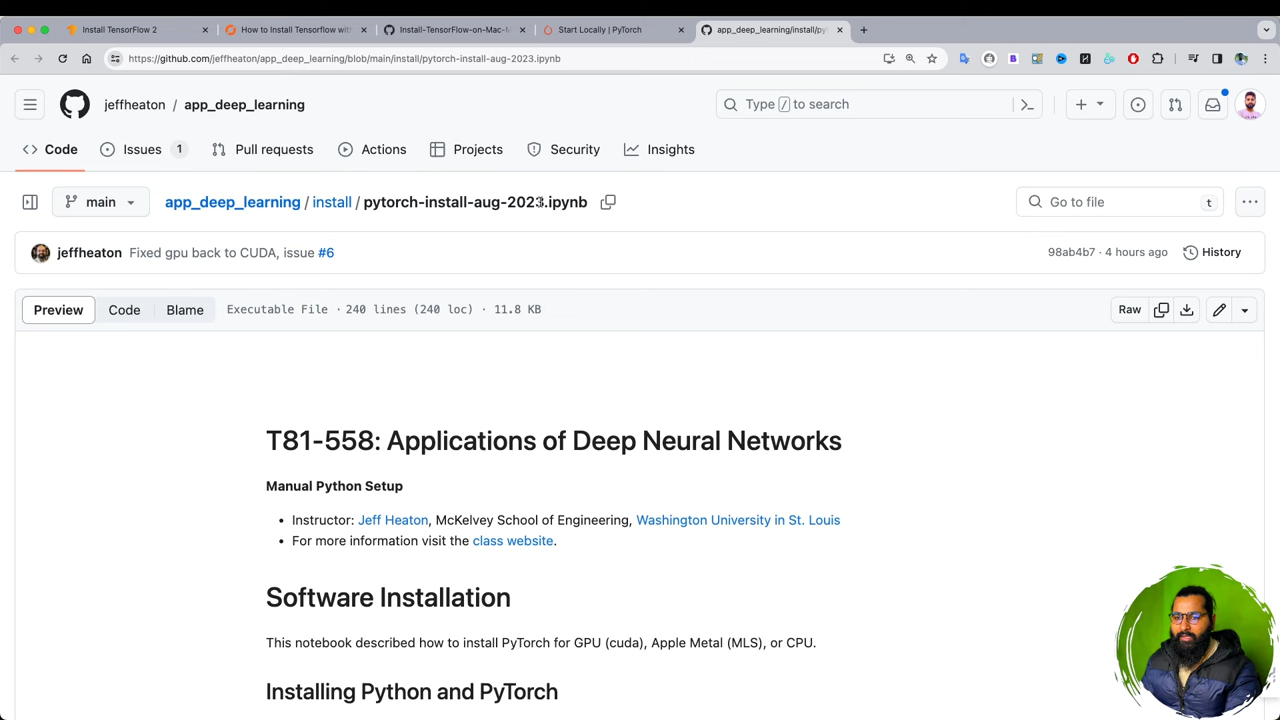 Install TensorFlow 2
How to Install Tensorflow with
Install-TensorFlow-on-Mac-M
Start Locally | PyTorch
app_deep_learning/install/py
https://github.com/jeffheaton/app_deep_learning/blob/main/install/pytorch-install-aug-2023.ipynb
jeffheaton / app_deep_learning
Type / to search
Code
Issues 1
Pull requests
Actions
Projects
Security
Insights
main
app_deep_learning / install / pytorch-install-aug-2023.ipynb
Go to file t
jeffheaton Fixed gpu back to CUDA, issue #6
98ab4b7 · 4 hours ago
History
Preview
Code
Blame
Executable File · 240 lines (240 loc) · 11.8 KB
Raw
T81-558: Applications of Deep Neural Networks
Manual Python Setup
• Instructor: Jeff Heaton, McKelvey School of Engineering, Washington University in St. Louis
• For more information visit the class website.
Software Installation
This notebook described how to install PyTorch for GPU (cuda), Apple Metal (MLS), or CPU.
Installing Python and PyTorch